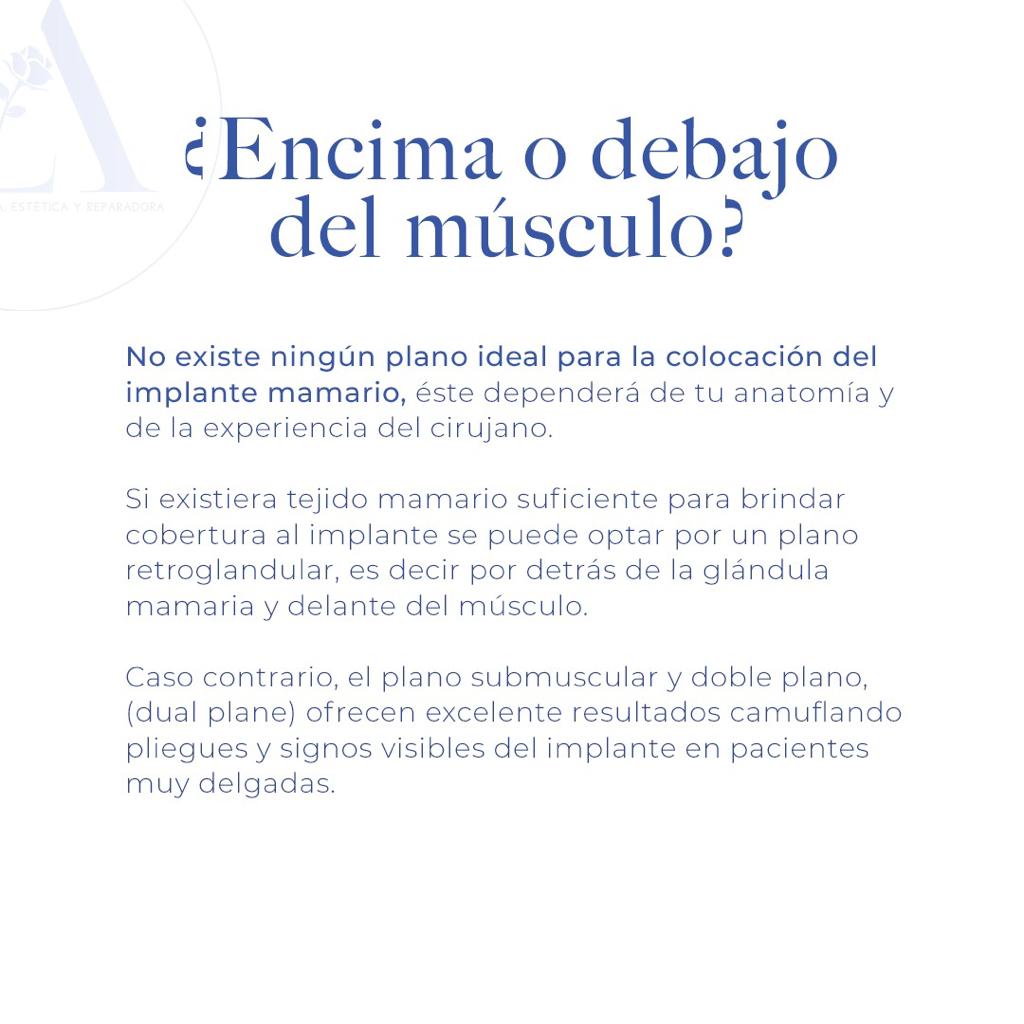 A, ESTÉTICA Y REPARADORA
¿Encima o debajo
del músculo?
No existe ningún plano ideal para la colocación del
implante mamario, éste dependerá de tu anatomía y
de la experiencia del cirujano.
Si existiera tejido mamario suficiente para brindar
cobertura al implante se puede optar por un plano
retroglandular, es decir por detrás de la glándula
mamaria y delante del músculo.
Caso contrario, el plano submuscular y doble plano,
(dual plane) ofrecen excelente resultados camuflando
pliegues y signos visibles del implante en pacientes
muy delgadas.